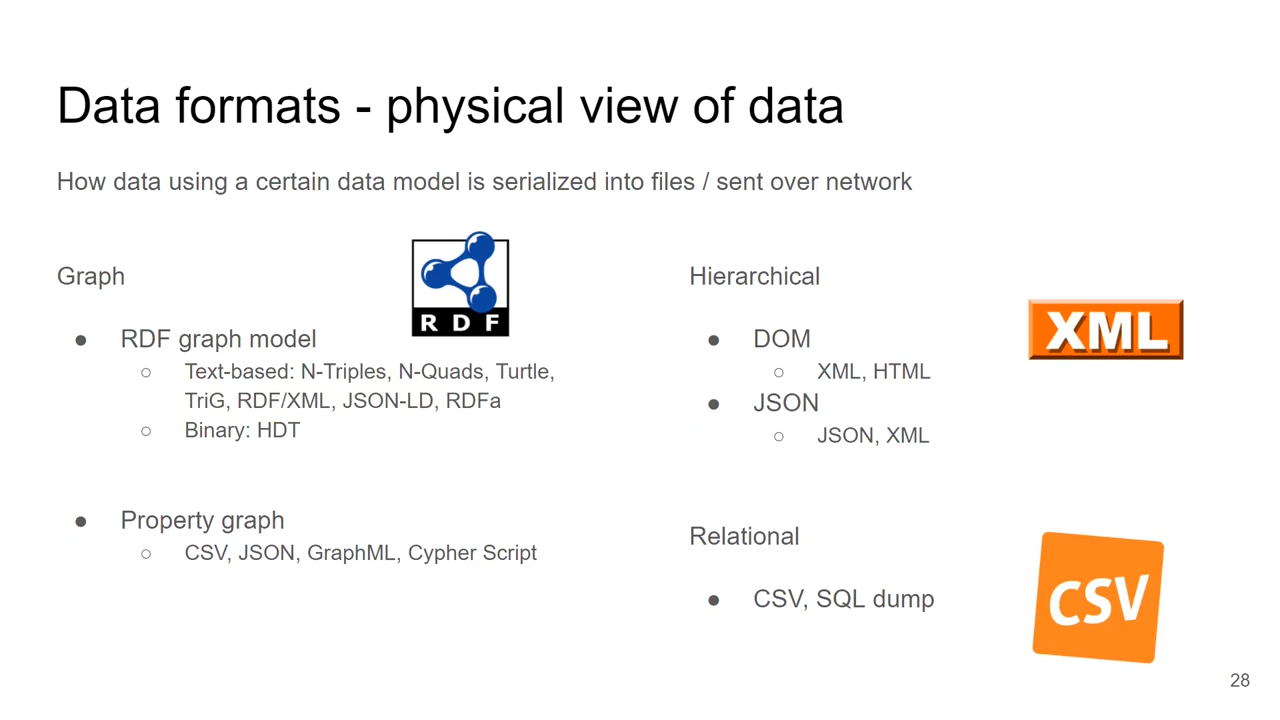 Data formats - physical view of data
How data using a certain data model is serialized into files / sent over network
Graph
● RDF graph model
○ Text-based: N-Triples, N-Quads, Turtle,
TriG, RDF/XML, JSON-LD, RDFa
○ Binary: HDT
● Property graph
○ CSV, JSON, GraphML, Cypher Script
RDF
Hierarchical
● DOM
○ XML, HTML
● JSON
○ JSON, XML
XML
Relational
● CSV, SQL dump
CSV
28